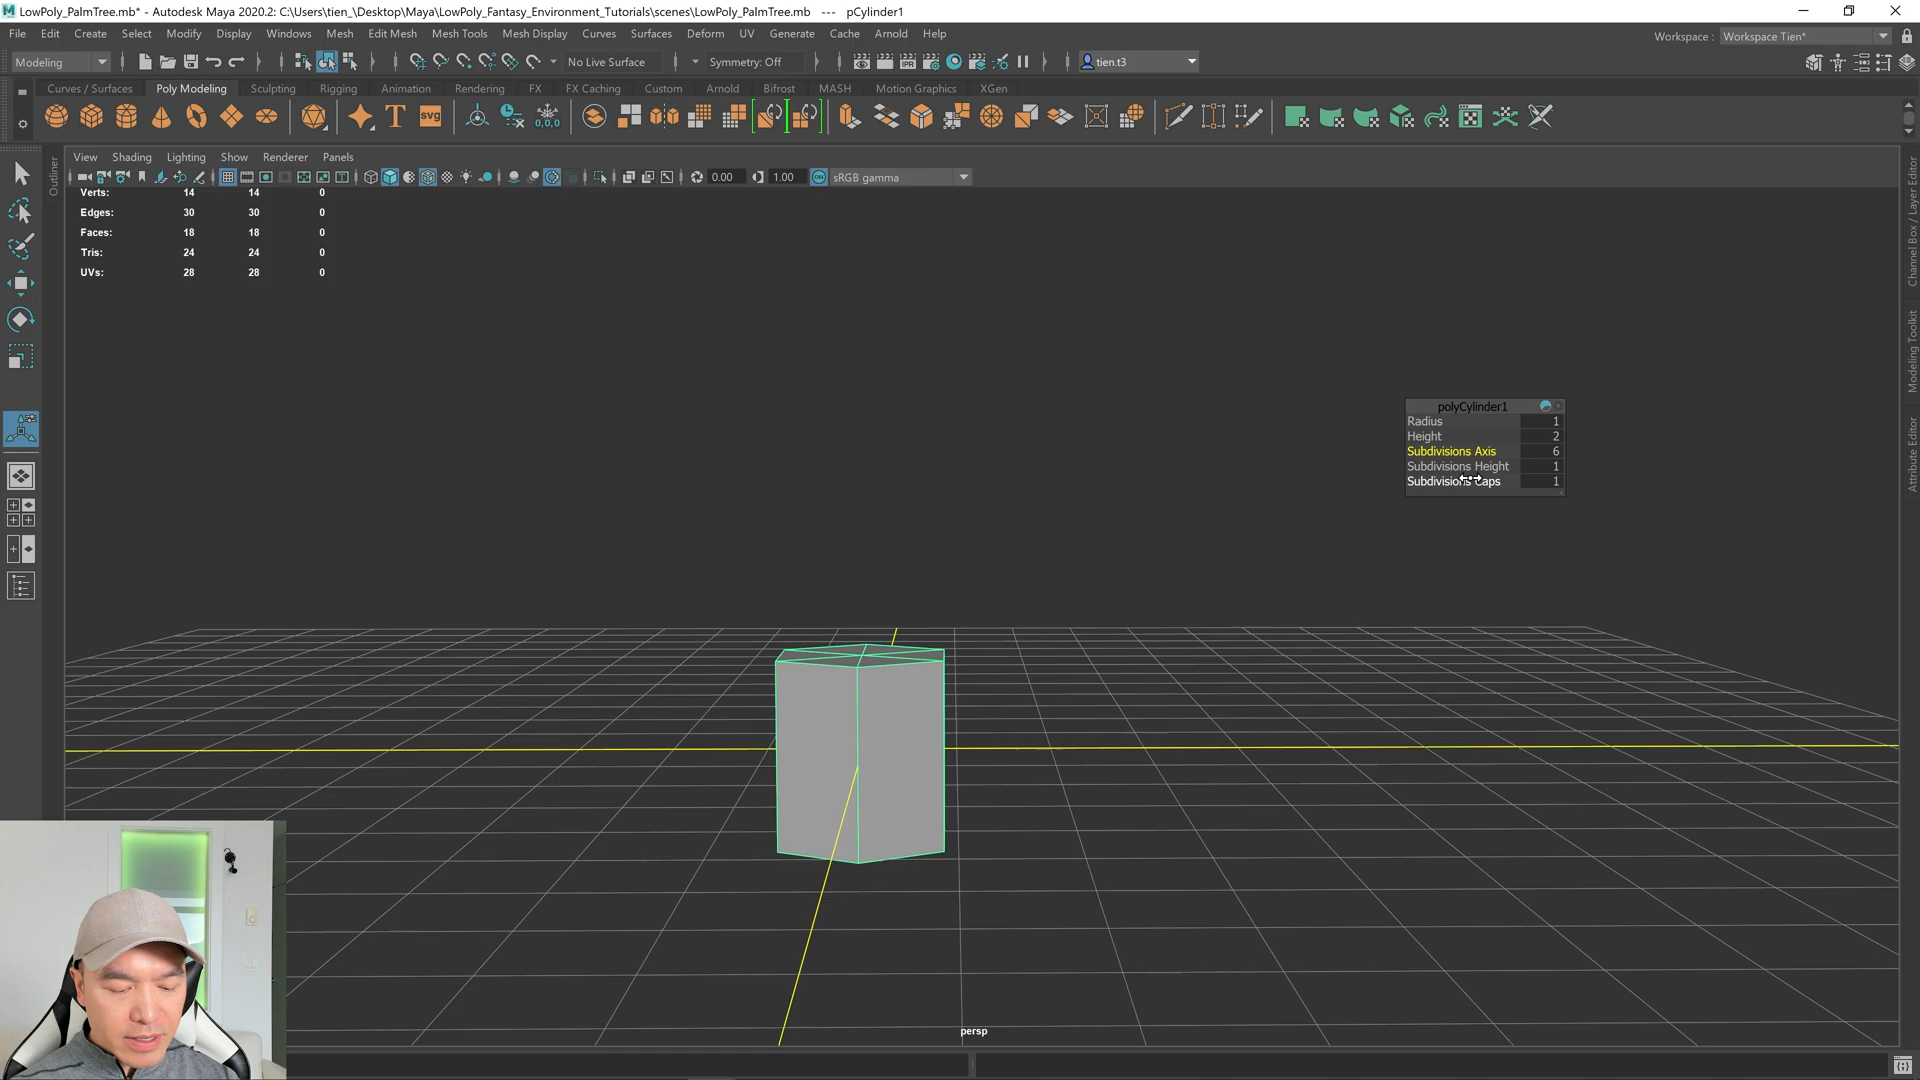 LowPoly_PalmTree.mb* - Autodesk Maya 2020.2: C:\Users\tien_\Desktop\Maya\LowPoly_Fantasy_Environment_Tutorials\scenes\LowPoly_PalmTree.mb --- pCylinder1
File Edit Create Select Modify Display Windows Mesh Edit Mesh Mesh Tools Mesh Display Curves Surfaces Deform UV Generate Cache Arnold Help Workspace : Workspace Tien*
Modeling No Live Surface Symmetry: Off tien.t3
Curves / Surfaces Poly Modeling Sculpting Rigging Animation Rendering FX FX Caching Custom Arnold Bifrost MASH Motion Graphics XGen
T svg 0,0,0
View Shading Lighting Show Renderer Panels
0.00 1.00 ON sRGB gamma
Outliner
Verts: 14 14 0
Edges: 30 30 0
Faces: 18 18 0
Tris: 24 24 0
UVs: 28 28 0
polyCylinder1
Radius 1
Height 2
Subdivisions Axis 6
Subdivisions Height 1
Subdivisions Caps 1
Channel Box / Layer Editor
Modeling Toolkit
Attribute Editor
persp